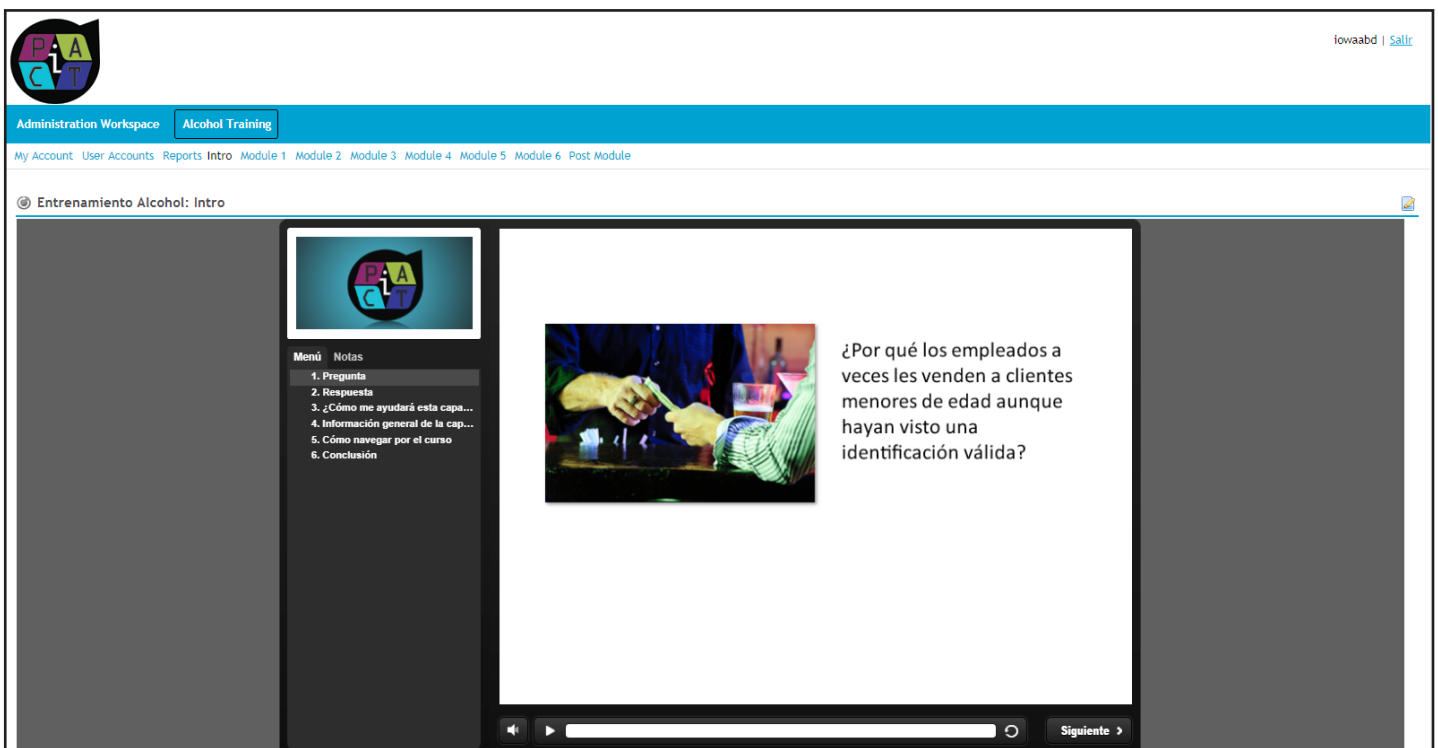 P i A C T
iowaabd | Salir
Administration Workspace Alcohol Training
My Account User Accounts Reports Intro Module 1 Module 2 Module 3 Module 4 Module 5 Module 6 Post Module
Entrenamiento Alcohol: Intro
P i A C T
Menú Notas
1. Pregunta
2. Respuesta
3. ¿Cómo me ayudará esta capa...
4. Información general de la cap...
5. Cómo navegar por el curso
6. Conclusión
¿Por qué los empleados a
veces les venden a clientes
menores de edad aunque
hayan visto una
identificación válida?
Siguiente >